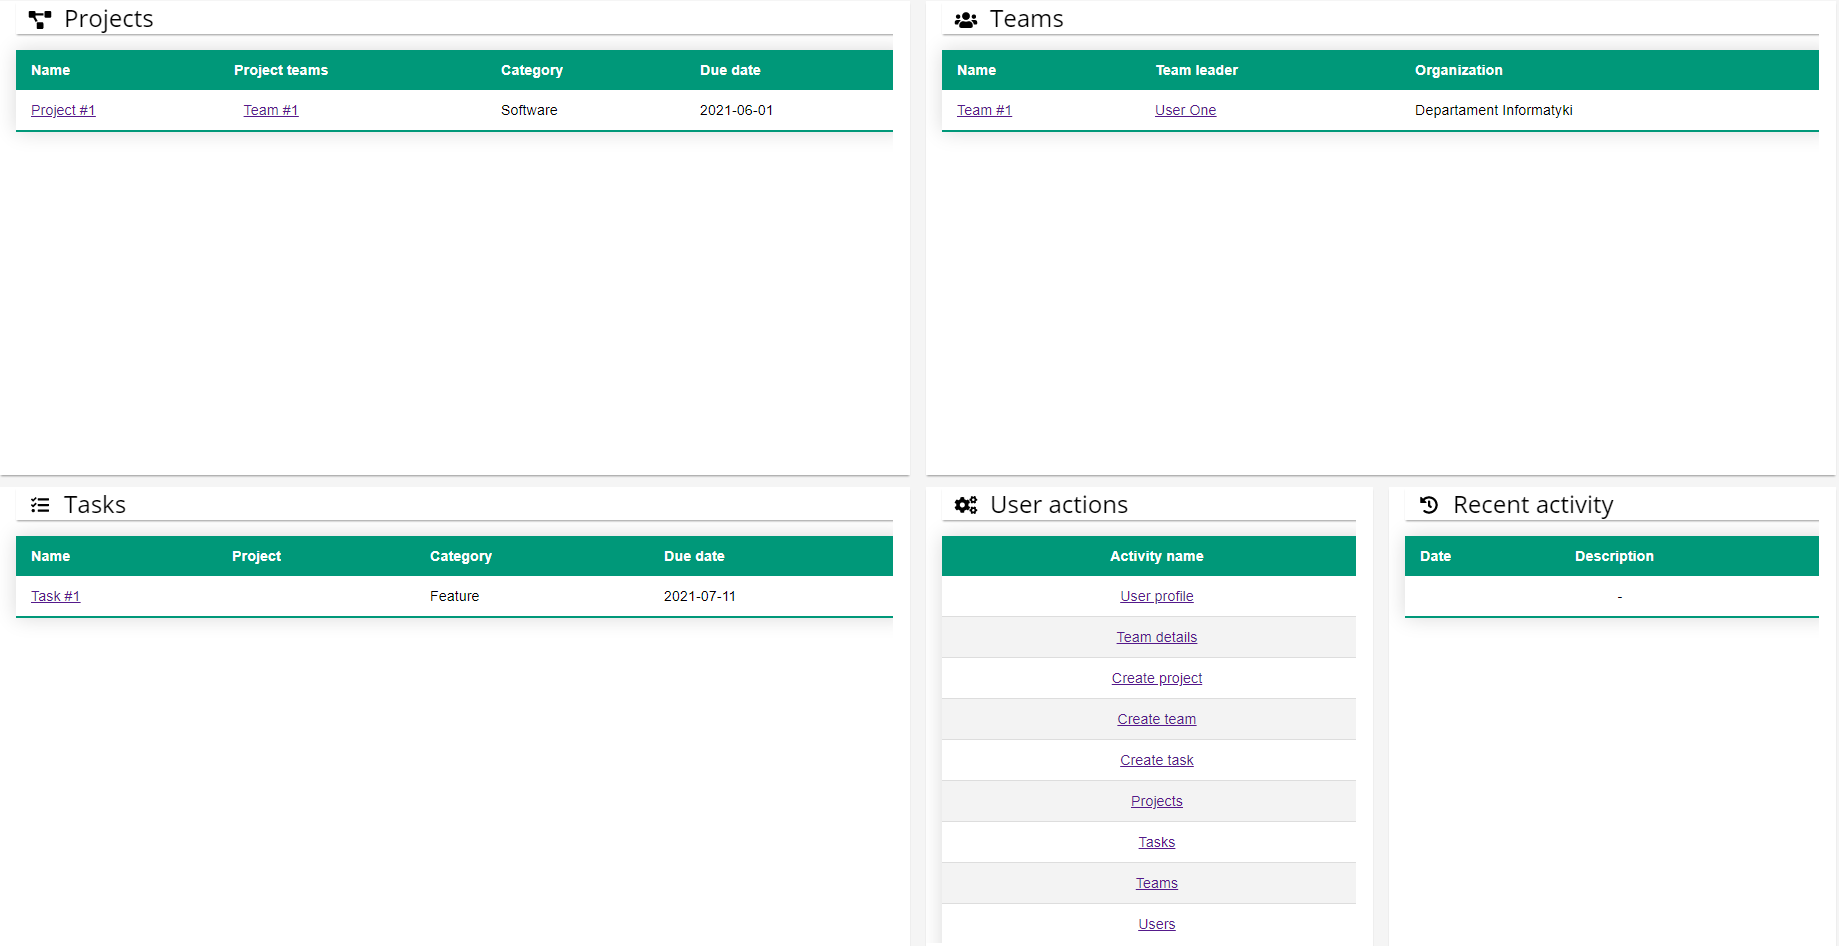 Projects
Name Project teams Category Due date
Project #1 Team #1 Software 2021-06-01
Teams
Name Team leader Organization
Team #1 User One Departament Informatyki
Tasks
Name Project Category Due date
Task #1 Feature 2021-07-11
User actions
Activity name
User profile
Team details
Create project
Create team
Create task
Projects
Tasks
Teams
Users
Recent activity
Date Description
-